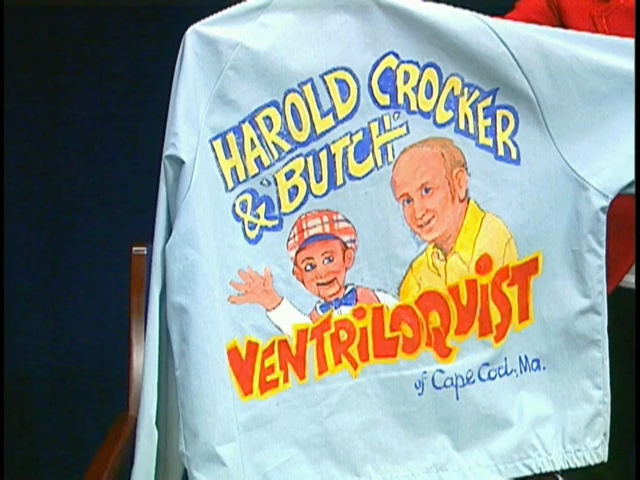 HAROLD CROCKER
& BUTCH
VENTRILOQUIST
of Cape Cod, Ma.